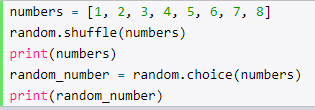 numbers = [1, 2, 3, 4, 5, 6, 7, 8]
random.shuffle(numbers)
print(numbers)
random_number = random.choice(numbers)
print(random_number)